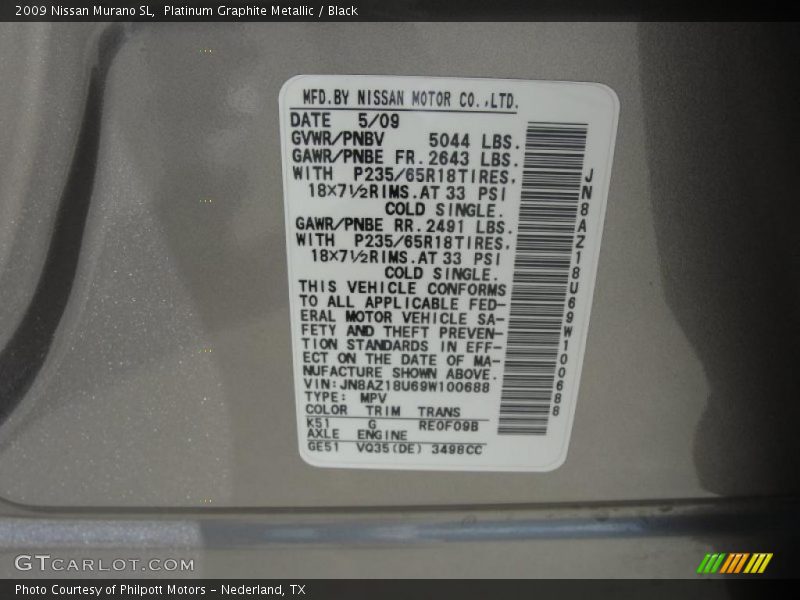 2009 Nissan Murano SL,  Platinum Graphite Metallic / Black
MFD.BY NISSAN MOTOR CO.,LTD.
DATE 5/09
GVWR/PNBV 5044 LBS.
GAWR/PNBE FR. 2643 LBS.
WITH P235/65R18TIRES,
18×7½RIMS.AT 33 PSI
COLD SINGLE.
GAWR/PNBE RR. 2491 LBS.
WITH P235/65R18TIRES,
18×7½RIMS.AT 33 PSI
COLD SINGLE.
THIS VEHICLE CONFORMS
TO ALL APPLICABLE FED-
ERAL MOTOR VEHICLE SA-
FETY AND THEFT PREVEN-
TION STANDARDS IN EFF-
ECT ON THE DATE OF MA-
NUFACTURE SHOWN ABOVE.
VIN:JN8AZ18U69W100688
TYPE: MPV
COLOR TRIM TRANS
K51 G RE0F09B
AXLE ENGINE
GE51 VQ35(DE) 3498CC
JN8AZ18U69W100688
GTCARLOT.COM
Photo Courtesy of Philpott Motors - Nederland, TX